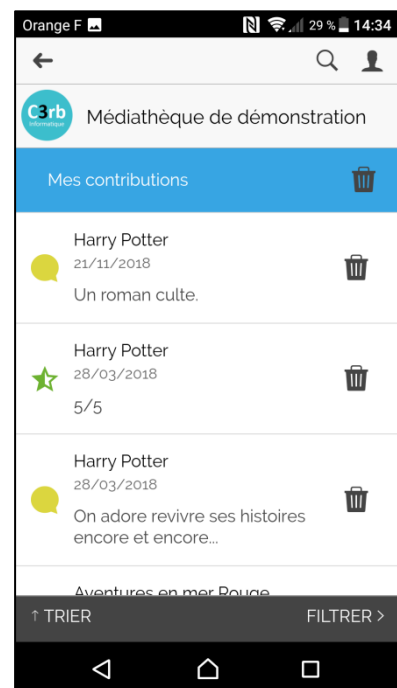 Orange F 29 % 14:34
C3rb
Informatique
Médiathèque de démonstration
Mes contributions
Harry Potter
21/11/2018
Un roman culte.
Harry Potter
28/03/2018
5/5
Harry Potter
28/03/2018
On adore revivre ses histoires
encore et encore...
Aventures en mer Rouge
↑ TRIER FILTRER >